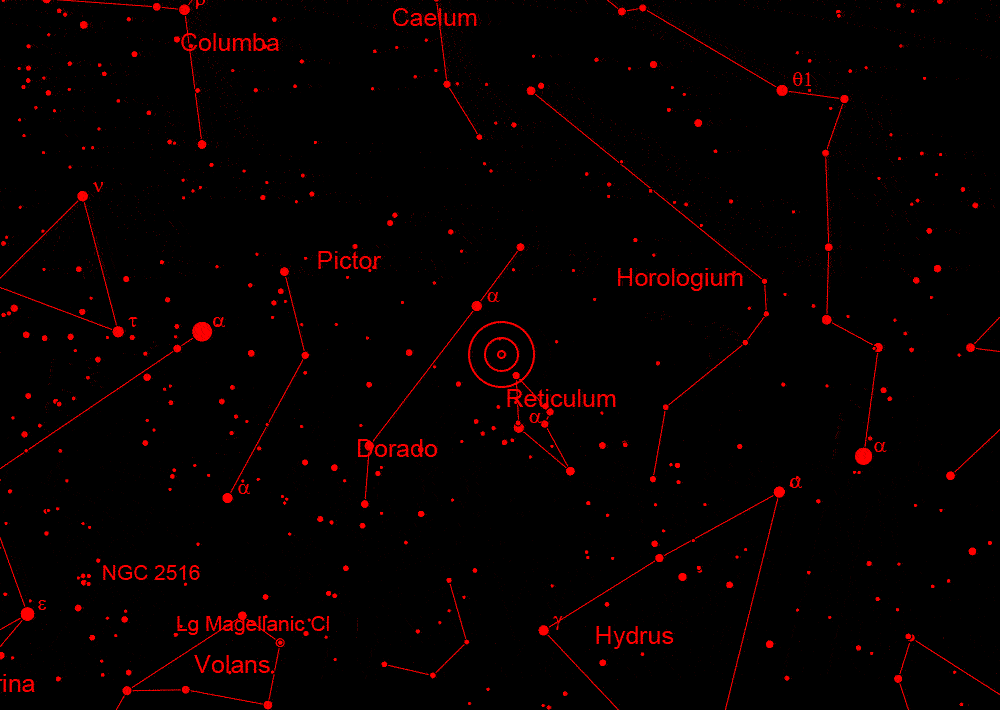 β
Caelum
Columba
θ1
ν
Pictor
Horologium
α
τ
α
Reticulum
α
Dorado
α
α
α
NGC 2516
ε
Lg Magellanic Cl
γ
Hydrus
Volans
rina